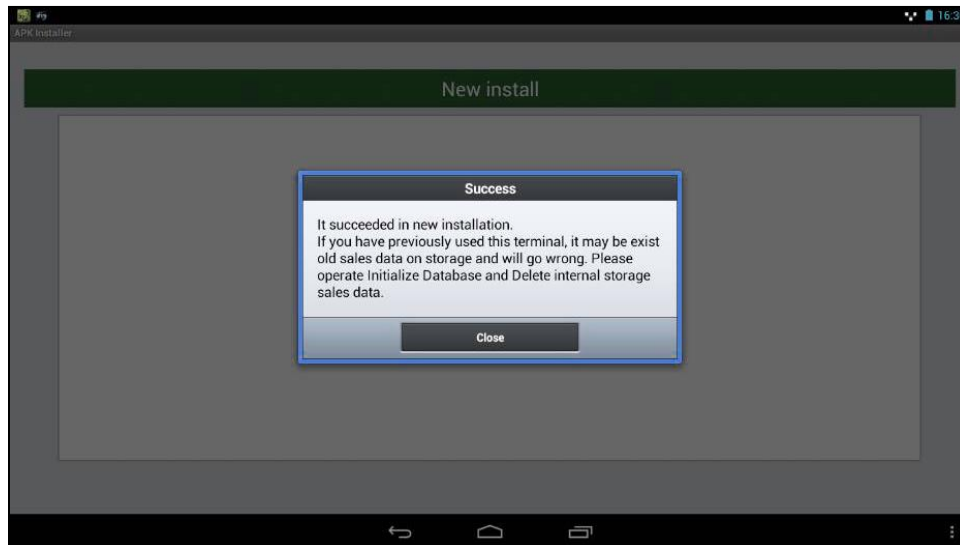 16:3
APK Installer
New install
Success
It succeeded in new installation.
If you have previously used this terminal, it may be exist
old sales data on storage and will go wrong. Please
operate Initialize Database and Delete internal storage
sales data.
Close